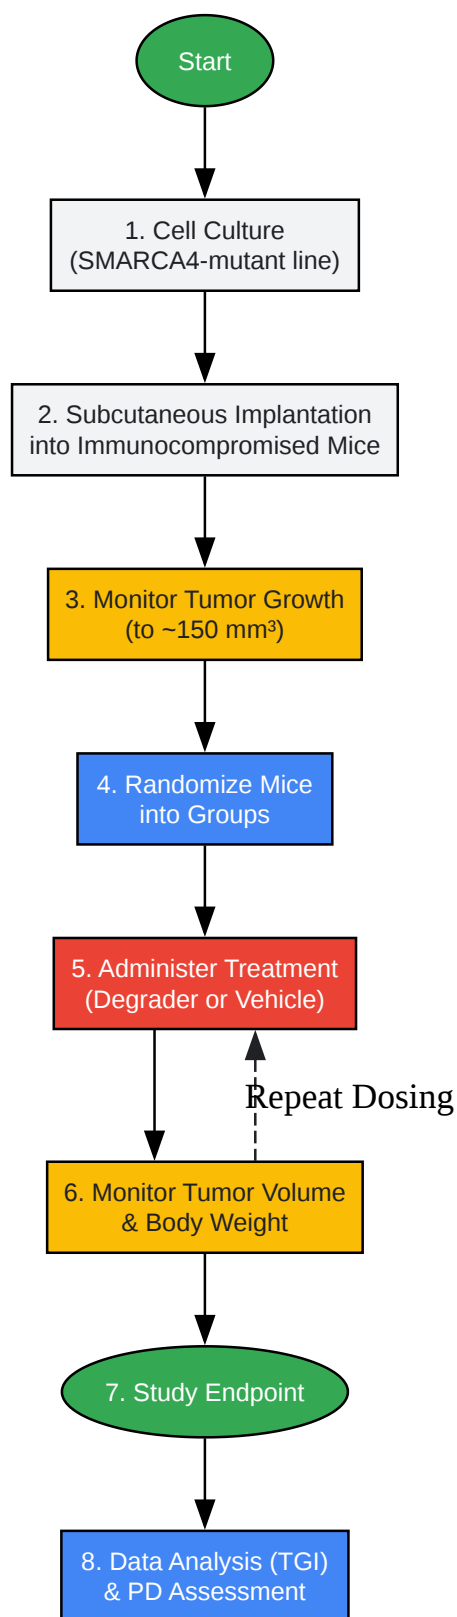 Start
1. Cell Culture
(SMARCA4-mutant line)
2. Subcutaneous Implantation
into Immunocompromised Mice
3. Monitor Tumor Growth
(to ~150 mm³)
4. Randomize Mice
into Groups
5. Administer Treatment
(Degrader or Vehicle)
Repeat Dosing
6. Monitor Tumor Volume
& Body Weight
7. Study Endpoint
8. Data Analysis (TGI)
& PD Assessment